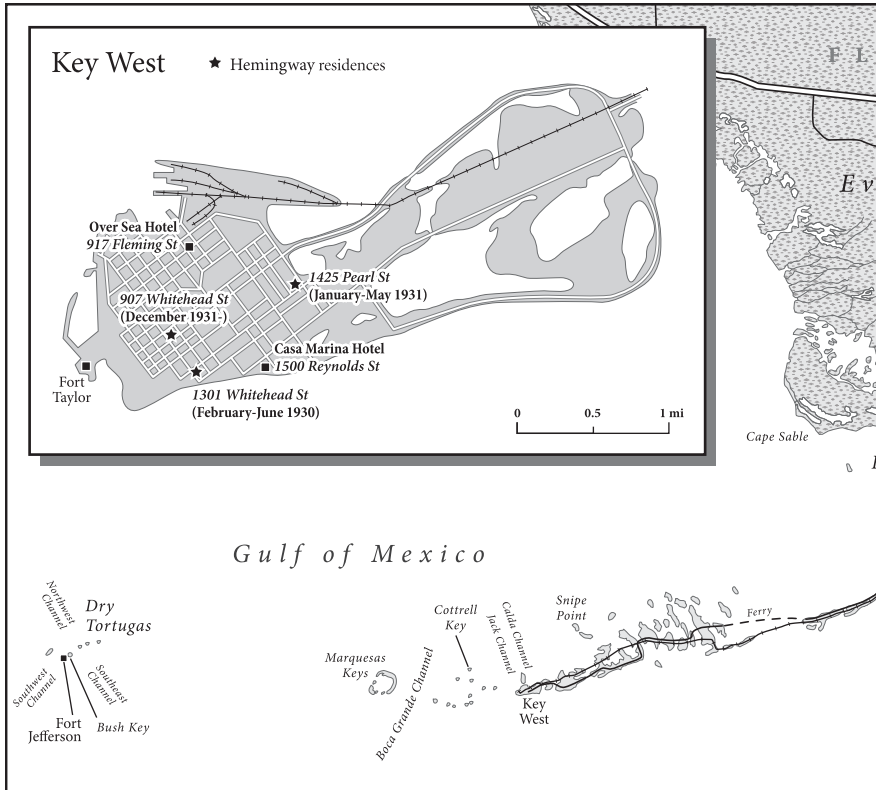 Key West
★ Hemingway residences
Over Sea Hotel
917 Fleming St
1425 Pearl St
(January-May 1931)
907 Whitehead St
(December 1931-)
Casa Marina Hotel
1500 Reynolds St
Fort
Taylor
1301 Whitehead St
(February-June 1930)
0 0.5 1 mi
F L
E v
Cape Sable
Gulf of Mexico
Northwest
Channel
Dry
Tortugas
Southwest
Channel
Southeast
Channel
Fort
Jefferson
Bush Key
Marquesas
Keys
Boca Grande Channel
Cottrell
Key
Calda Channel
Jack Channel
Snipe
Point
Ferry
Key
West